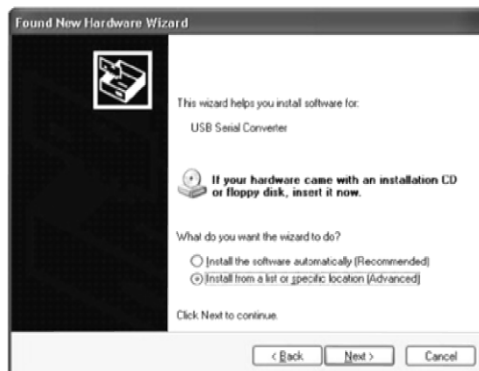 Found New Hardware Wizard
This wizard helps you install software for:
USB Serial Converter
If your hardware came with an installation CD
or floppy disk, insert it now.
What do you want the wizard to do?
Install the software automatically (Recommended)
Install from a list or specific location (Advanced)
Click Next to continue.
< Back Next > Cancel